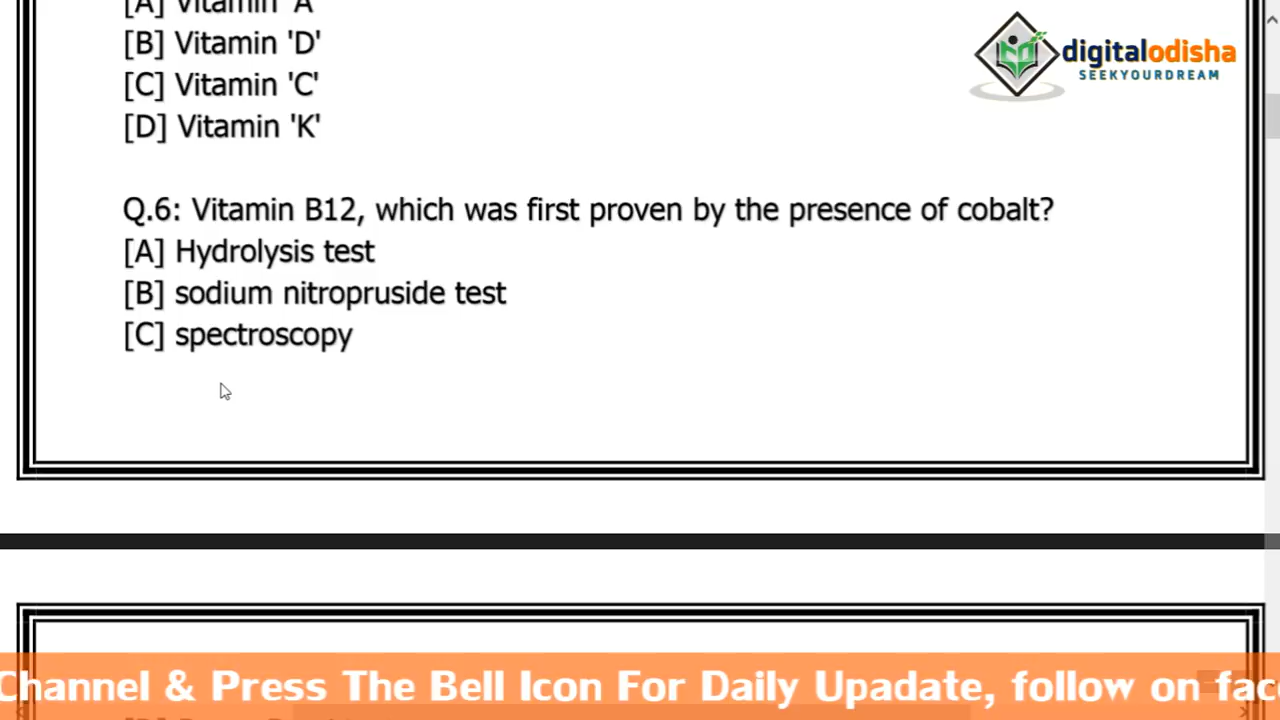 [A] Vitamin 'A'
[B] Vitamin 'D'
[C] Vitamin 'C'
[D] Vitamin 'K'
digitalodisha
SEEKYOURDREAM
Q.6: Vitamin B12, which was first proven by the presence of cobalt?
[A] Hydrolysis test
[B] sodium nitropruside test
[C] spectroscopy
Channel & Press The Bell Icon For Daily Upadate, follow on fac